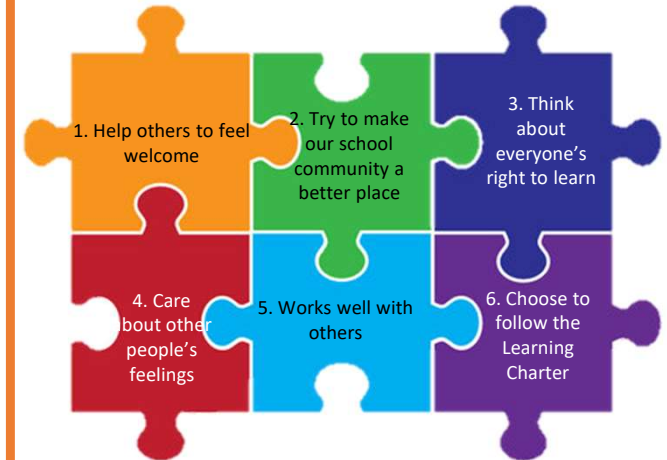 1. Help others to feel
welcome
2. Try to make
our school
community a
better place
3. Think
about
everyone’s
right to learn
4. Care
about other
people’s
feelings
5. Works well with
others
6. Choose to
follow the
Learning
Charter